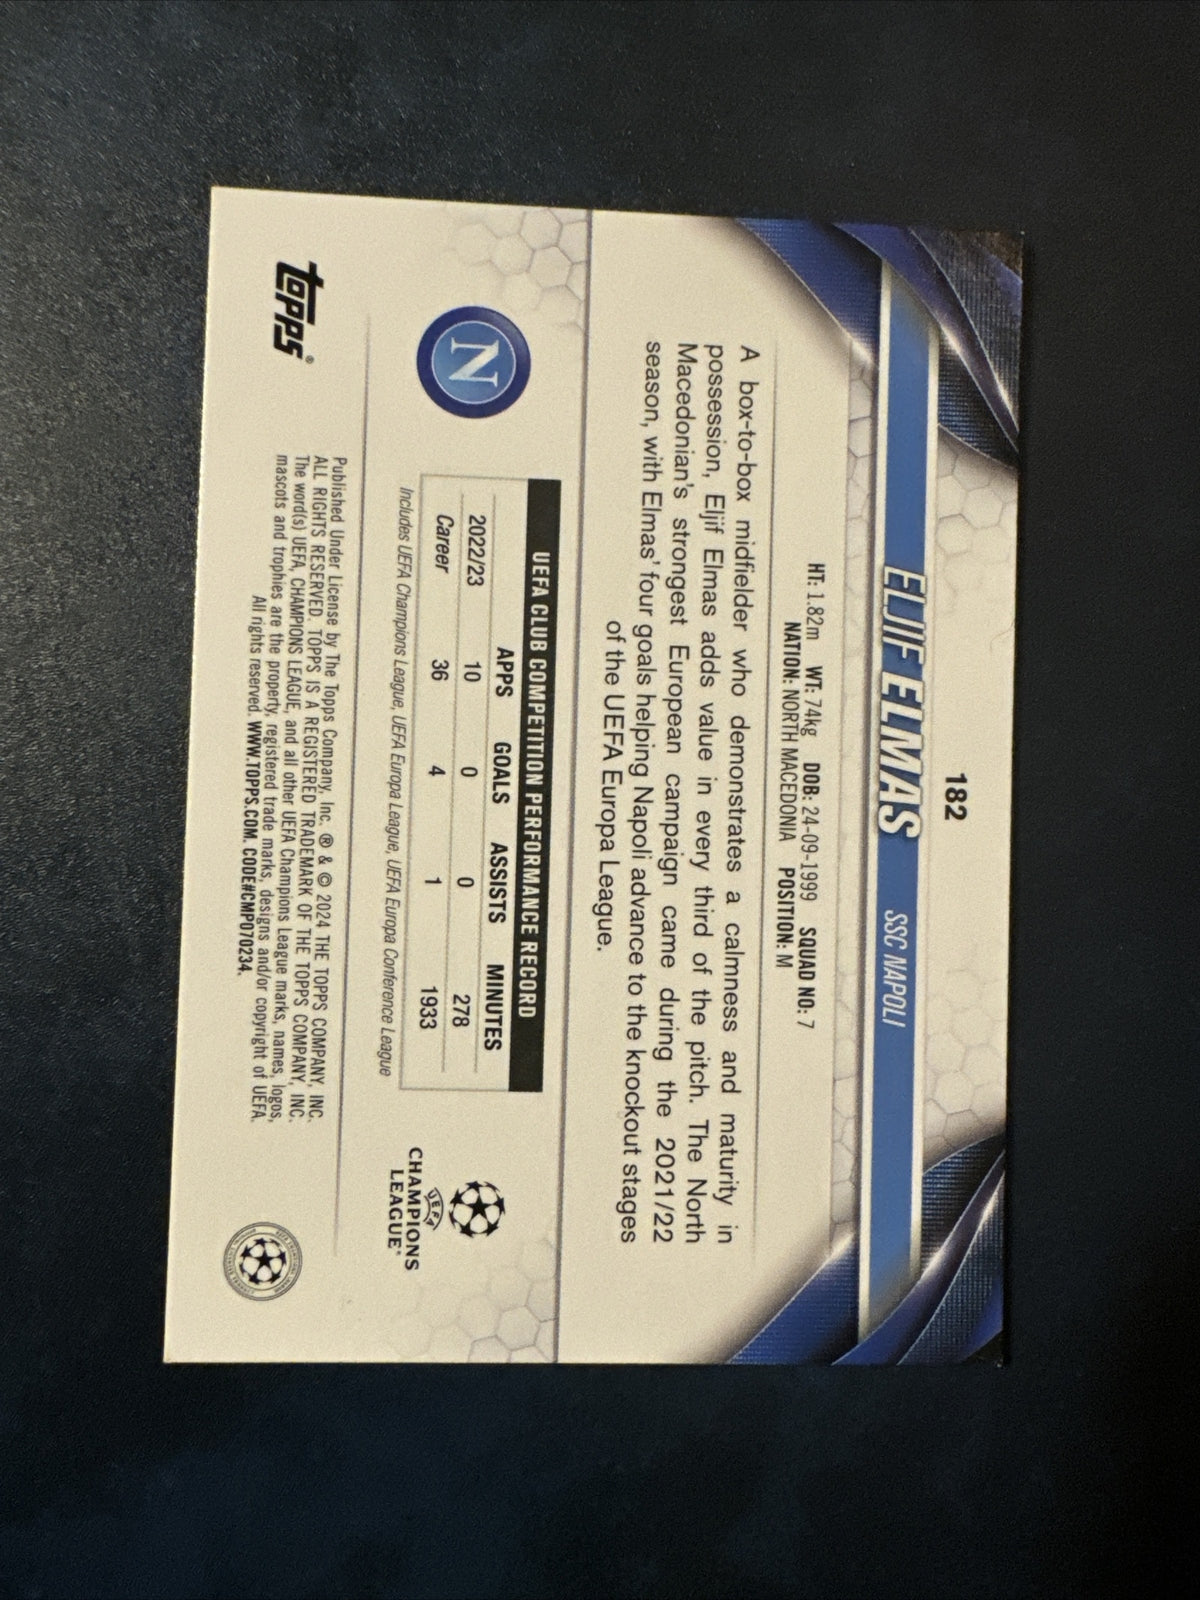 182
ELJIF ELMAS SSC NAPOLI
HT: 1.82m WT: 74kg DOB: 24-09-1999 SQUAD NO: 7
NATION: NORTH MACEDONIA POSITION: M
A box-to-box midfielder who demonstrates a calmness and maturity in
possession, Eljif Elmas adds value in every third of the pitch. The North
Macedonian's strongest European campaign came during the 2021/22
season, with Elmas' four goals helping Napoli advance to the knockout stages
of the UEFA Europa League.
N
UEFA CLUB COMPETITION PERFORMANCE RECORD
APPS GOALS ASSISTS MINUTES
2022/23 10 0 0 278
Career 36 4 1 1933
Includes UEFA Champions League, UEFA Europa League, UEFA Europa Conference League
UEFA
CHAMPIONS
LEAGUE®
topps®
Published Under License by The Topps Company, Inc. ® & © 2024 THE TOPPS COMPANY, INC.
ALL RIGHTS RESERVED. TOPPS IS A REGISTERED TRADEMARK OF THE TOPPS COMPANY, INC.
The word(s) UEFA, CHAMPIONS LEAGUE, and all other UEFA Champions League marks, names, logos,
mascots and trophies are the property, registered trade marks, designs and/or copyright of UEFA.
All rights reserved. WWW.TOPPS.COM. CODE#CMP070234.